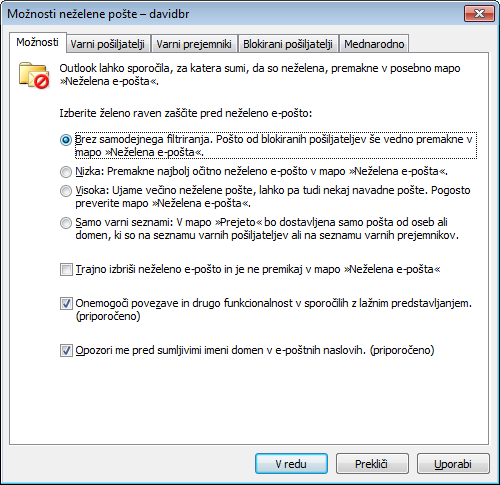 Možnosti neželene pošte – davidbr
Možnosti
Varni pošiljatelji
Varni prejemniki
Blokirani pošiljatelji
Mednarodno
Outlook lahko sporočila, za katera sumi, da so neželena, premakne v posebno mapo
»Neželena e-pošta«.
Izberite želeno raven zaščite pred neželeno e-pošto:
Brez samodejnega filtriranja. Pošto od blokiranih pošiljateljev še vedno premakne v
mapo »Neželena e-pošta«.
Nizka: Premakne najbolj očitno neželeno e-pošto v mapo »Neželena e-pošta«.
Visoka: Ujame večino neželene pošte, lahko pa tudi nekaj navadne pošte. Pogosto
preverite mapo »Neželena e-pošta«.
Samo varni seznami: V mapo »Prejeto« bo dostavljena samo pošta od oseb ali
domen, ki so na seznamu varnih pošiljateljev ali na seznamu varnih prejemnikov.
Trajno izbriši neželeno e-pošto in je ne premikaj v mapo »Neželena e-pošta«
Onemogoči povezave in drugo funkcionalnost v sporočilih z lažnim predstavljanjem.
(priporočeno)
Opozori me pred sumljivimi imeni domen v e-poštnih naslovih. (priporočeno)
V redu
Prekliči
Uporabi